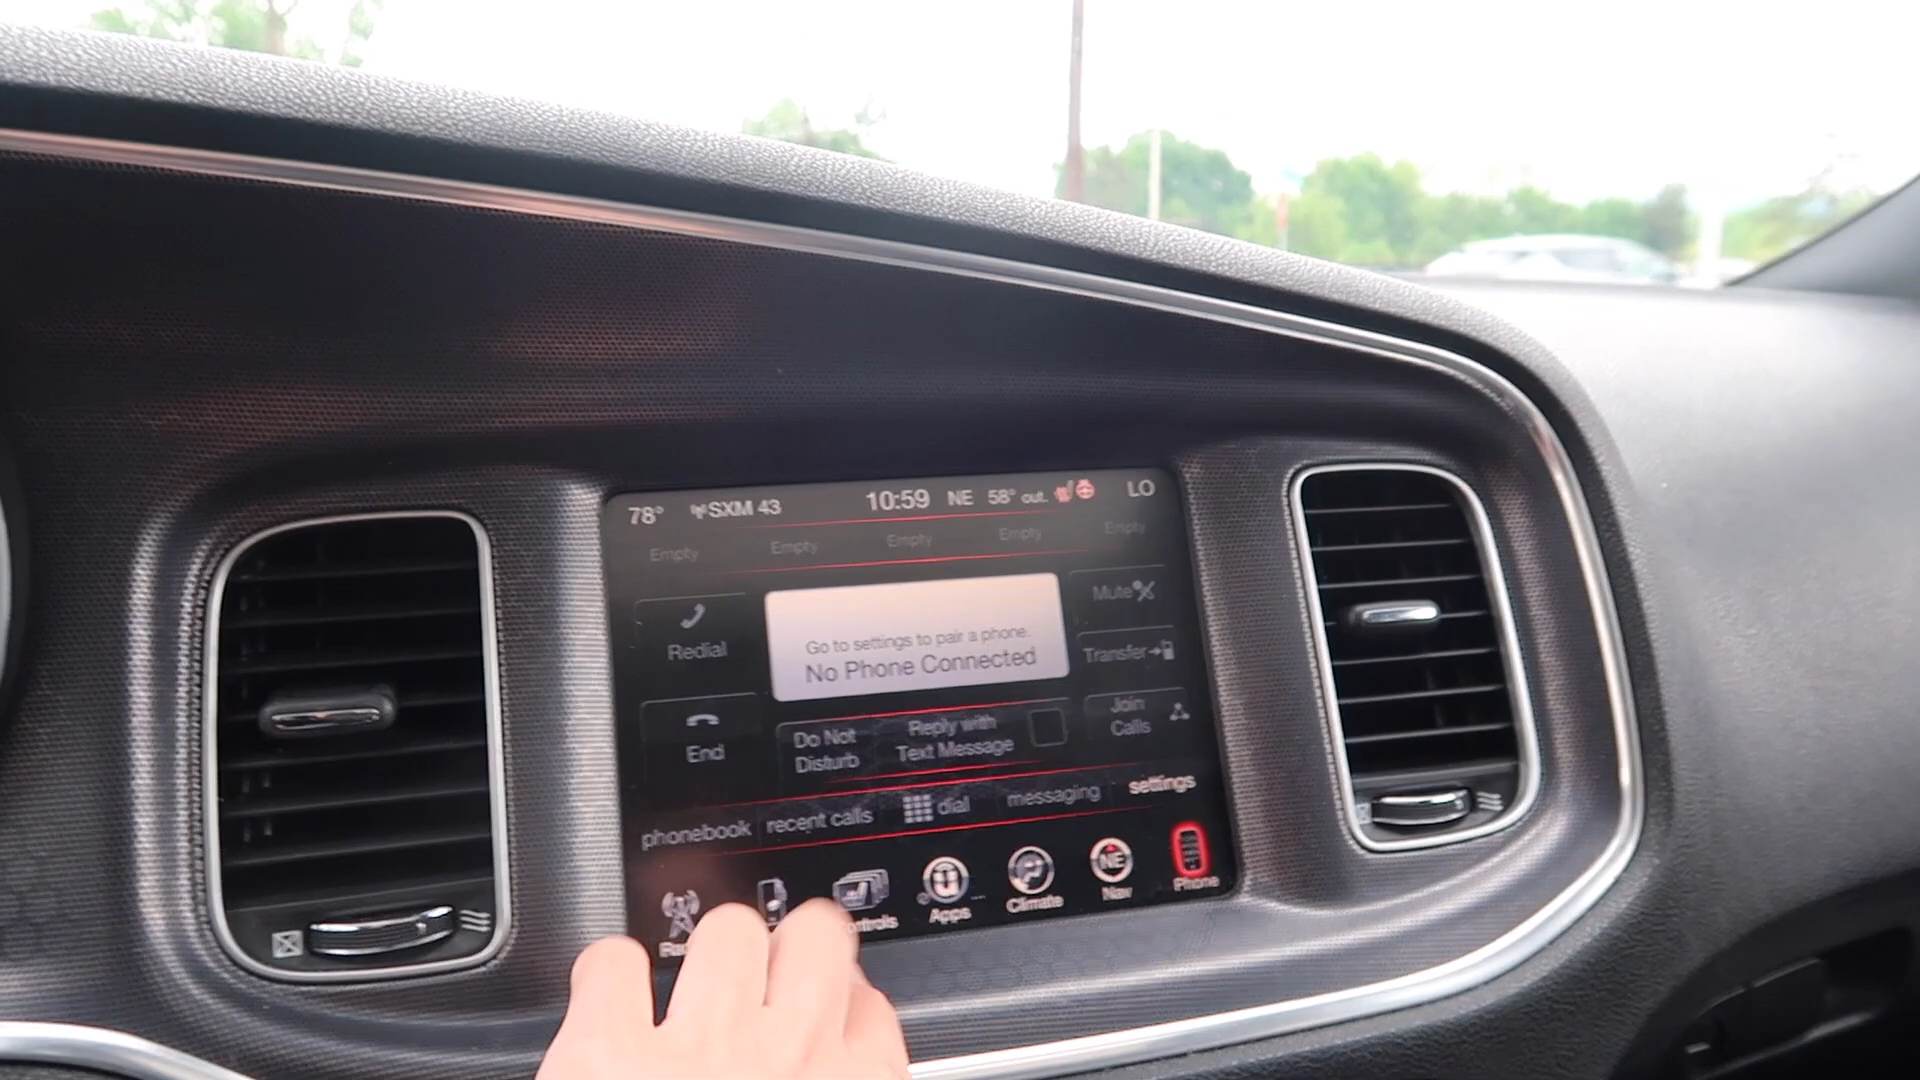 78° SXM 43 10:59 NE 58° out. LO
Empty Empty Empty Empty Empty
Redial
Go to settings to pair a phone.
No Phone Connected
Mute
Transfer
End
Do Not
Disturb
Reply with
Text Message
Join
Calls
phonebook recent calls dial messaging settings
NE
Apps Climate Nav Phone